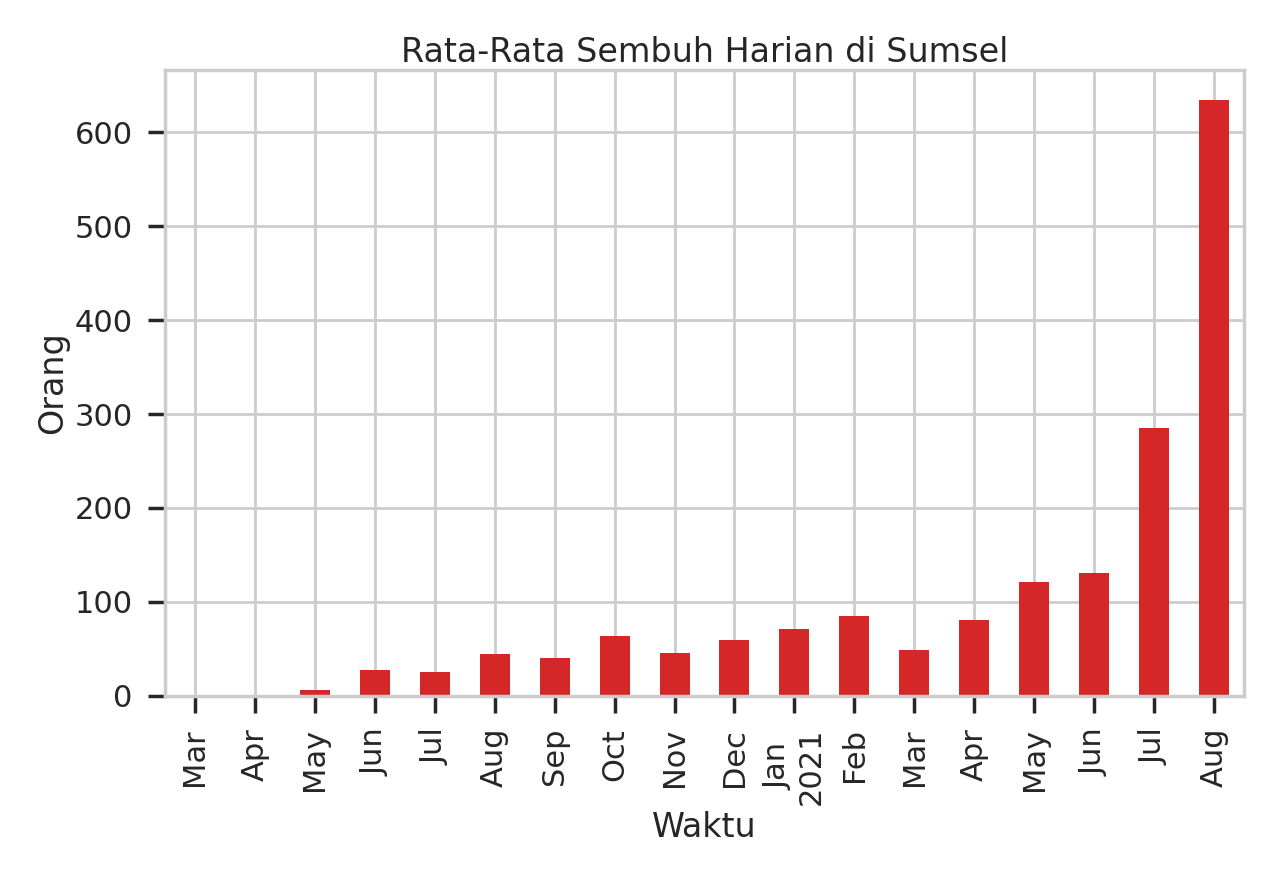 Rata-Rata Sembuh Harian di Sumsel
600
500
400
300
200
100
0
Orang
Mar
Apr
May
Jun
Jul
Aug
Sep
Oct
Nov
Dec
Jan
2021
Feb
Mar
Apr
May
Jun
Jul
Aug
Waktu